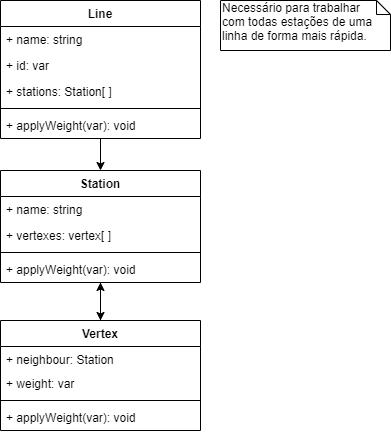 Line
+ name: string
+ id: var
+ stations: Station[ ]
+ applyWeight(var): void
Necessário para trabalhar
com todas estações de uma
linha de forma mais rápida.
Station
+ name: string
+ vertexes: vertex[ ]
+ applyWeight(var): void
Vertex
+ neighbour: Station
+ weight: var
+ applyWeight(var): void